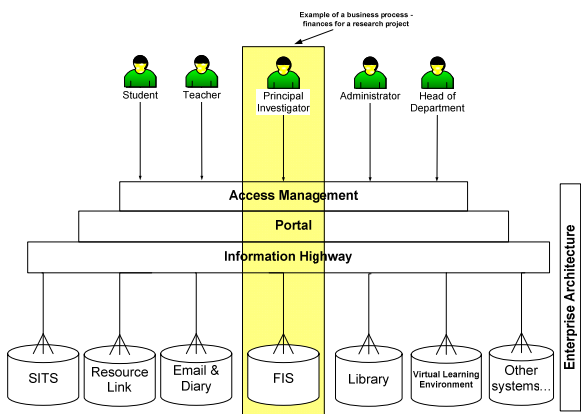 Example of a business process -
finances for a research project
Student
Teacher
Principal
Investigator
Administrator
Head of
Department
Access Management
Portal
Information Highway
Enterprise Architecture
SITS
Resource
Link
Email &
Diary
FIS
Library
Virtual Learning
Environment
Other
systems...